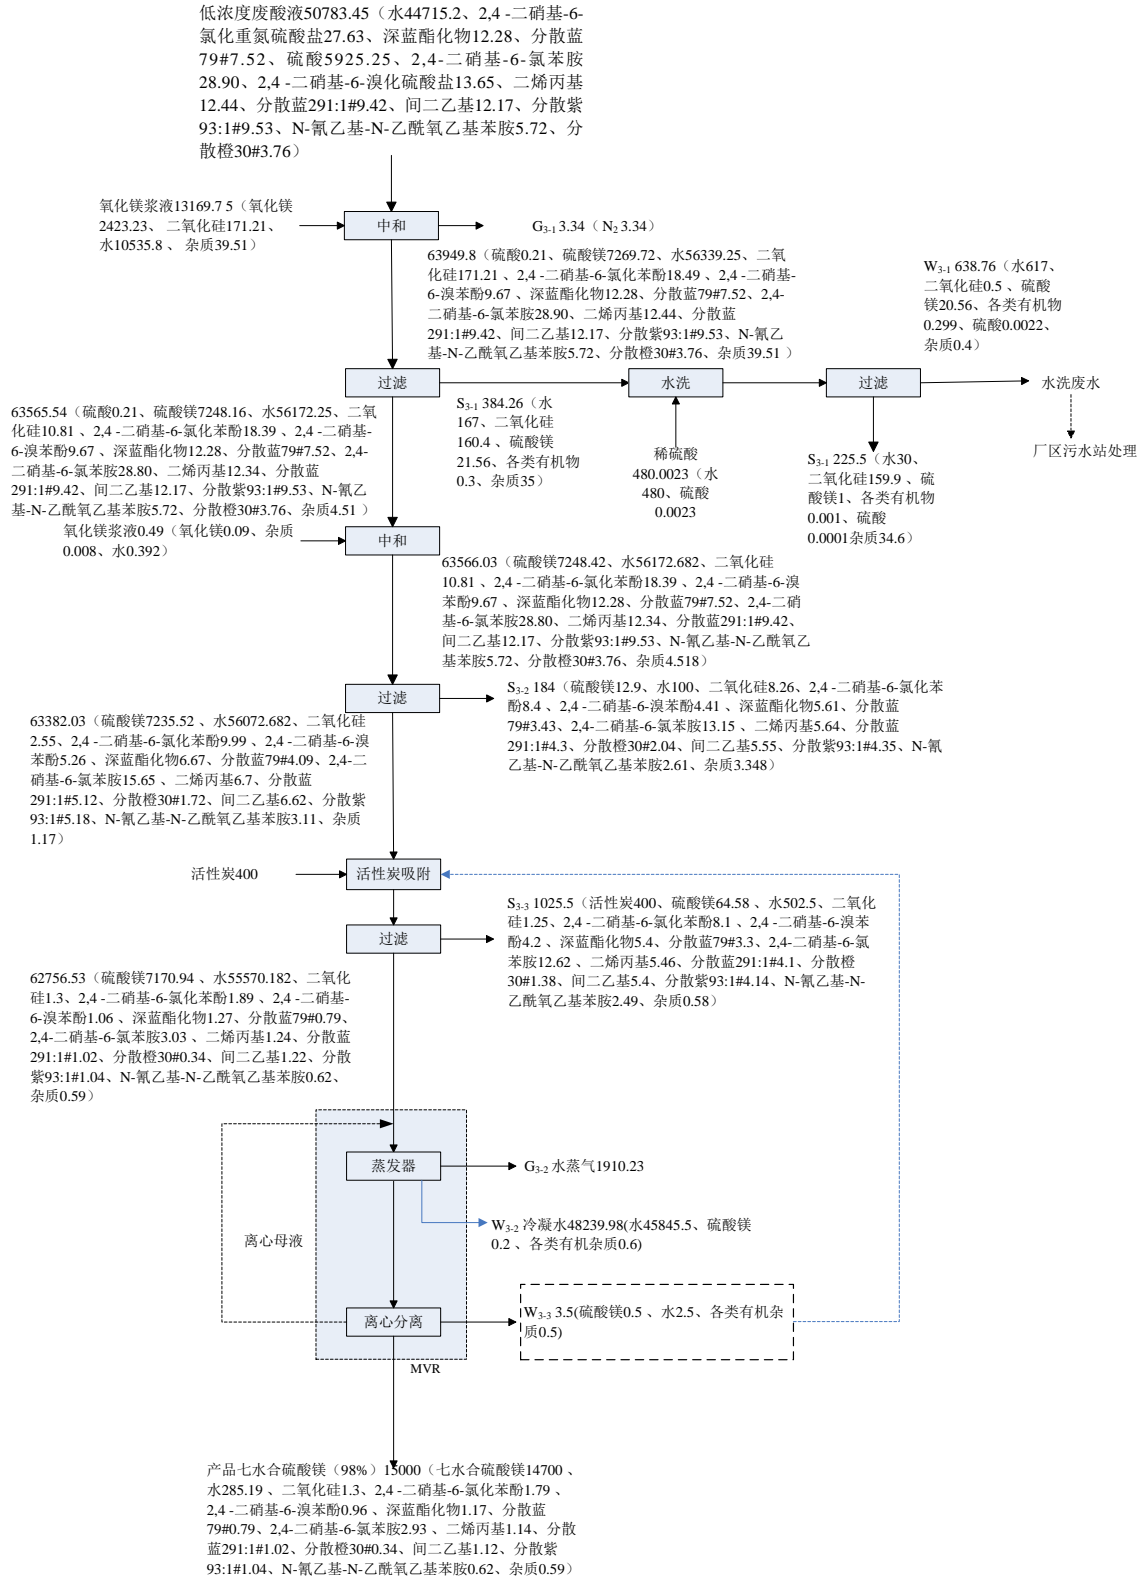 低浓度废酸液50783.45（水44715.2、2,4 -二硝基-6-
氯化重氮硫酸盐27.63、深蓝酯化物12.28、分散蓝
79#7.52、硫酸5925.25、2,4-二硝基-6-氯苯胺
28.90、2,4 -二硝基-6-溴化硫酸盐13.65、二烯丙基
12.44、分散蓝291:1#9.42、间二乙基12.17、分散紫
93:1#9.53、N-氰乙基-N-乙酰氧乙基苯胺5.72、分
散橙30#3.76）
氧化镁浆液13169.7 5（氧化镁
2423.23、 二氧化硅171.21、
水10535.8 、 杂质39.51）
中和
G3-1 3.34（ N2 3.34）
63949.8（硫酸0.21、硫酸镁7269.72、水56339.25、二氧
化硅171.21 、2,4 -二硝基-6-氯化苯酚18.49 、2,4 -二硝基-
6-溴苯酚9.67 、深蓝酯化物12.28、分散蓝79#7.52、2,4-
二硝基-6-氯苯胺28.90、二烯丙基12.44、分散蓝
291:1#9.42、间二乙基12.17、分散紫93:1#9.53、N-氰乙
基-N-乙酰氧乙基苯胺5.72、分散橙30#3.76、杂质39.51 ）
W3-1 638.76（水617、
二氧化硅0.5 、硫酸
镁20.56、各类有机物
0.299、硫酸0.0022、
杂质0.4）
过滤
水洗
过滤
水洗废水
厂区污水站处理
63565.54（硫酸0.21、硫酸镁7248.16、水56172.25、二氧
化硅10.81 、2,4 -二硝基-6-氯化苯酚18.39 、2,4 -二硝基-
6-溴苯酚9.67 、深蓝酯化物12.28、分散蓝79#7.52、2,4-
二硝基-6-氯苯胺28.80、二烯丙基12.34、分散蓝
291:1#9.42、间二乙基12.17、分散紫93:1#9.53、N-氰乙
基-N-乙酰氧乙基苯胺5.72、分散橙30#3.76、杂质4.51 ）
S3-1 384.26（水
167、二氧化硅
160.4 、硫酸镁
21.56、各类有机物
0.3、杂质35）
稀硫酸
480.0023（水
480、硫酸
0.0023
S3-1 225.5（水30、
二氧化硅159.9 、硫
酸镁1、各类有机物
0.001、硫酸
0.0001杂质34.6）
氧化镁浆液0.49（氧化镁0.09、杂质
0.008、水0.392）
中和
63566.03（硫酸镁7248.42、水56172.682、二氧化硅
10.81 、2,4 -二硝基-6-氯化苯酚18.39 、2,4 -二硝基-6-溴
苯酚9.67 、深蓝酯化物12.28、分散蓝79#7.52、2,4-二硝
基-6-氯苯胺28.80、二烯丙基12.34、分散蓝291:1#9.42、
间二乙基12.17、分散紫93:1#9.53、N-氰乙基-N-乙酰氧乙
基苯胺5.72、分散橙30#3.76、杂质4.518）
过滤
S3-2 184（硫酸镁12.9、水100、二氧化硅8.26、2,4 -二硝基-6-氯化苯
酚8.4 、2,4 -二硝基-6-溴苯酚4.41 、深蓝酯化物5.61、分散蓝
79#3.43、2,4-二硝基-6-氯苯胺13.15 、二烯丙基5.64、分散蓝
291:1#4.3、分散橙30#2.04、间二乙基5.55、分散紫93:1#4.35、N-氰
乙基-N-乙酰氧乙基苯胺2.61、杂质3.348）
63382.03（硫酸镁7235.52 、水56072.682、二氧化硅
2.55、2,4 -二硝基-6-氯化苯酚9.99 、2,4 -二硝基-6-溴
苯酚5.26 、深蓝酯化物6.67、分散蓝79#4.09、2,4-二
硝基-6-氯苯胺15.65 、二烯丙基6.7、分散蓝
291:1#5.12、分散橙30#1.72、间二乙基6.62、分散紫
93:1#5.18、N-氰乙基-N-乙酰氧乙基苯胺3.11、杂质
1.17）
活性炭400
活性炭吸附
过滤
S3-3 1025.5（活性炭400、硫酸镁64.58 、水502.5、二氧化
硅1.25、2,4 -二硝基-6-氯化苯酚8.1 、2,4 -二硝基-6-溴苯
酚4.2 、深蓝酯化物5.4、分散蓝79#3.3、2,4-二硝基-6-氯
苯胺12.62 、二烯丙基5.46、分散蓝291:1#4.1、分散橙
30#1.38、间二乙基5.4、分散紫93:1#4.14、N-氰乙基-N-
乙酰氧乙基苯胺2.49、杂质0.58）
62756.53（硫酸镁7170.94 、水55570.182、二氧化
硅1.3、2,4 -二硝基-6-氯化苯酚1.89 、2,4 -二硝基-
6-溴苯酚1.06 、深蓝酯化物1.27、分散蓝79#0.79、
2,4-二硝基-6-氯苯胺3.03 、二烯丙基1.24、分散蓝
291:1#1.02、分散橙30#0.34、间二乙基1.22、分散
紫93:1#1.04、N-氰乙基-N-乙酰氧乙基苯胺0.62、
杂质0.59）
蒸发器
G3-2 水蒸气1910.23
W3-2 冷凝水48239.98(水45845.5、硫酸镁
0.2 、各类有机杂质0.6)
离心母液
离心分离
W3-3 3.5(硫酸镁0.5 、水2.5、各类有机杂
质0.5)
MVR
产品七水合硫酸镁（98%）15000（七水合硫酸镁14700 、
水285.19 、二氧化硅1.3、2,4 -二硝基-6-氯化苯酚1.79 、
2,4 -二硝基-6-溴苯酚0.96 、深蓝酯化物1.17、分散蓝
79#0.79、2,4-二硝基-6-氯苯胺2.93 、二烯丙基1.14、分散
蓝291:1#1.02、分散橙30#0.34、间二乙基1.12、分散紫
93:1#1.04、N-氰乙基-N-乙酰氧乙基苯胺0.62、杂质0.59）